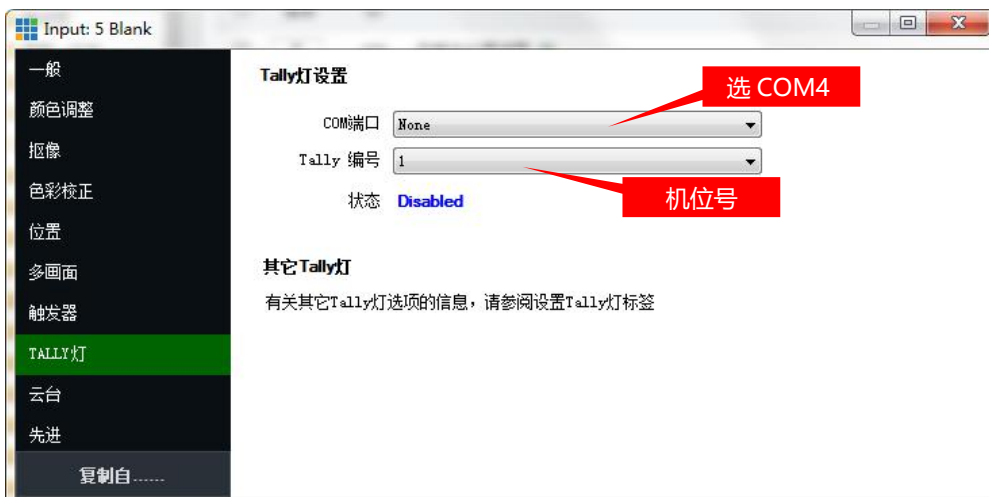 Input: 5 Blank
一般
颜色调整
抠像
色彩校正
位置
多画面
触发器
TALLY灯
云台
先进
复制自......
Tally灯设置
选 COM4
COM端口 None
Tally 编号 1
机位号
状态 Disabled
其它Tally灯
有关其它Tally灯选项的信息，请参阅设置Tally灯标签